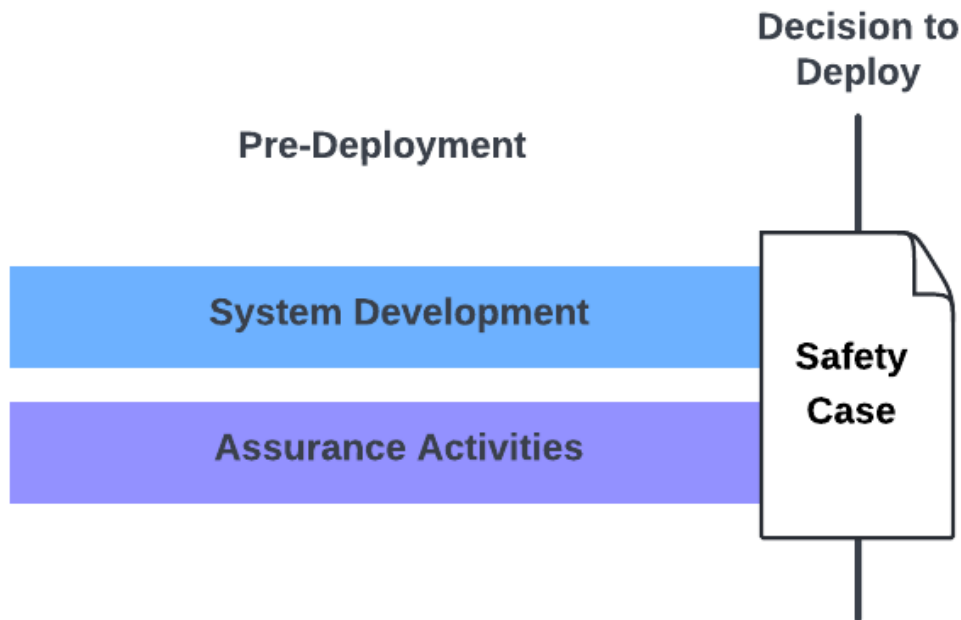 Decision to
Deploy
Pre-Deployment
System Development
Safety
Case
Assurance Activities